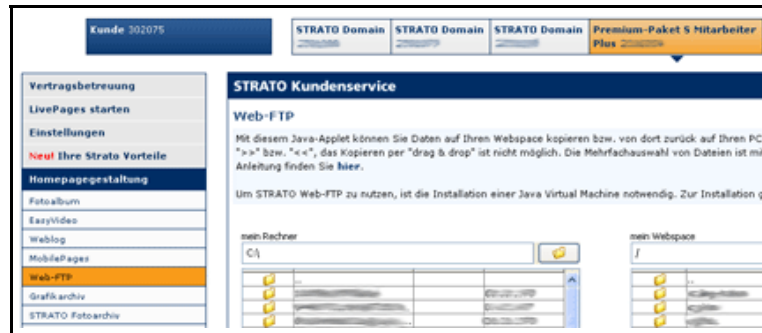 Kunde 302075
STRATO Domain
STRATO Domain
STRATO Domain
Premium-Paket S Mitarbeiter
Plus
Vertragsbetreuung
LivePages starten
Einstellungen
Neu! Ihre Strato Vorteile
Homepagegestaltung
Fotoalbum
EasyVideo
Weblog
MobilePages
Web-FTP
Grafikarchiv
STRATO Fotoarchiv
STRATO Kundenservice
Web-FTP
Mit diesem Java-Applet können Sie Daten auf Ihren Webspace kopieren bzw. von dort zurück auf Ihren PC
">>" bzw. "<<", das Kopieren per "drag & drop" ist nicht möglich. Die Mehrfachauswahl von Dateien ist mi
Anleitung finden Sie hier.
Um STRATO Web-FTP zu nutzen, ist die Installation einer Java Virtual Machine notwendig. Zur Installation g
mein Rechner
C:\
..
mein Webspace
/
..